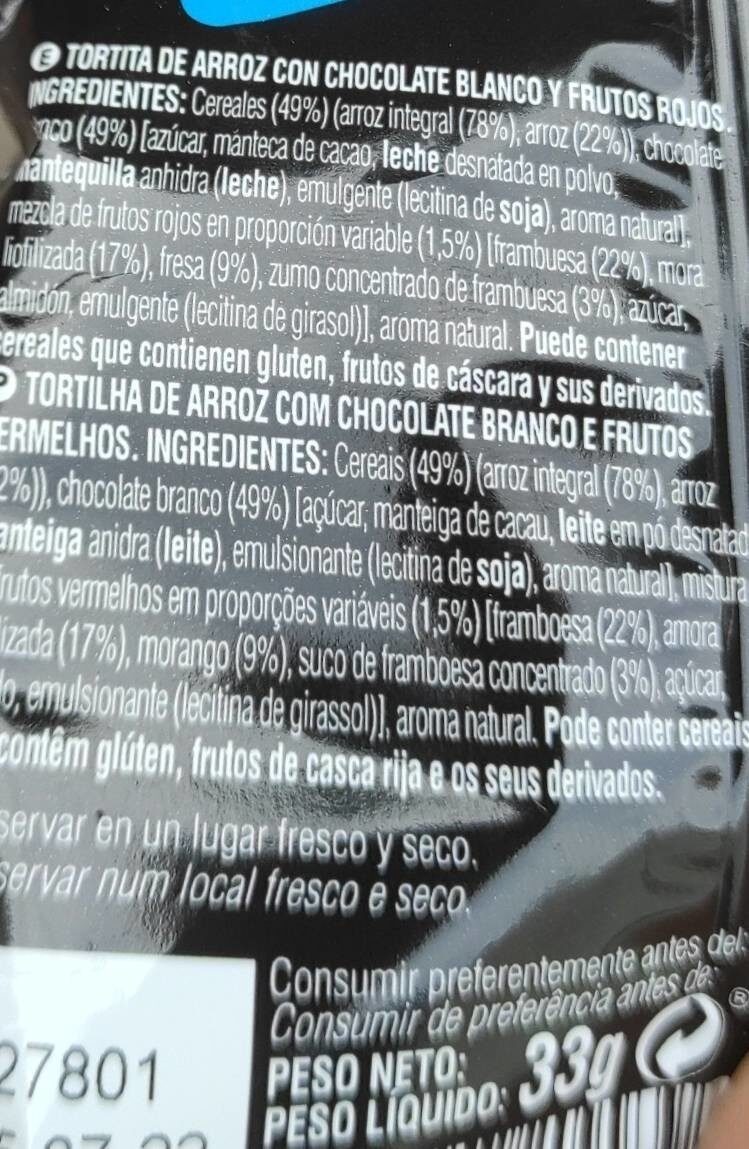 E TORTITA DE ARROZ CON CHOCOLATE BLANCO Y FRUTOS ROJOS.
INGREDIENTES: Cereales (49%) (arroz integral (78%), arroz (22%)), chocolate
nco (49%) [azúcar, manteca de cacao, leche desnatada en polvo,
mantequilla anhidra (leche), emulgente (lecitina de soja), aroma natural],
mezcla de frutos rojos en proporción variable (1,5%) [frambuesa (22%), mora
liofilizada (17%), fresa (9%), zumo concentrado de frambuesa (3%), azúcar,
almidón, emulgente (lecitina de girasol)], aroma natural. Puede contener
cereales que contienen gluten, frutos de cáscara y sus derivados.
P TORTILHA DE ARROZ COM CHOCOLATE BRANCO E FRUTOS
ERMELHOS. INGREDIENTES: Cereais (49%) (arroz integral (78%), arroz
2%)), chocolate branco (49%) [açúcar, manteiga de cacau, leite em pó desnatad
anteiga anidra (leite), emulsionante (lecitina de soja), aroma natural], mistura
frutos vermelhos em proporções variáveis (1,5%) [framboesa (22%), amora
lizada (17%), morango (9%), suco de framboesa concentrado (3%), açúcar,
do, emulsionante (lecitina de girassol)], aroma natural. Pode conter cereais
contêm glúten, frutos de casca rija e os seus derivados.
servar en un lugar fresco y seco.
servar num local fresco e seco.
Consumir preferentemente antes del:
Consumir de preferência antes de:
27801
PESO NETO:
PESO LÍQUIDO: 33g